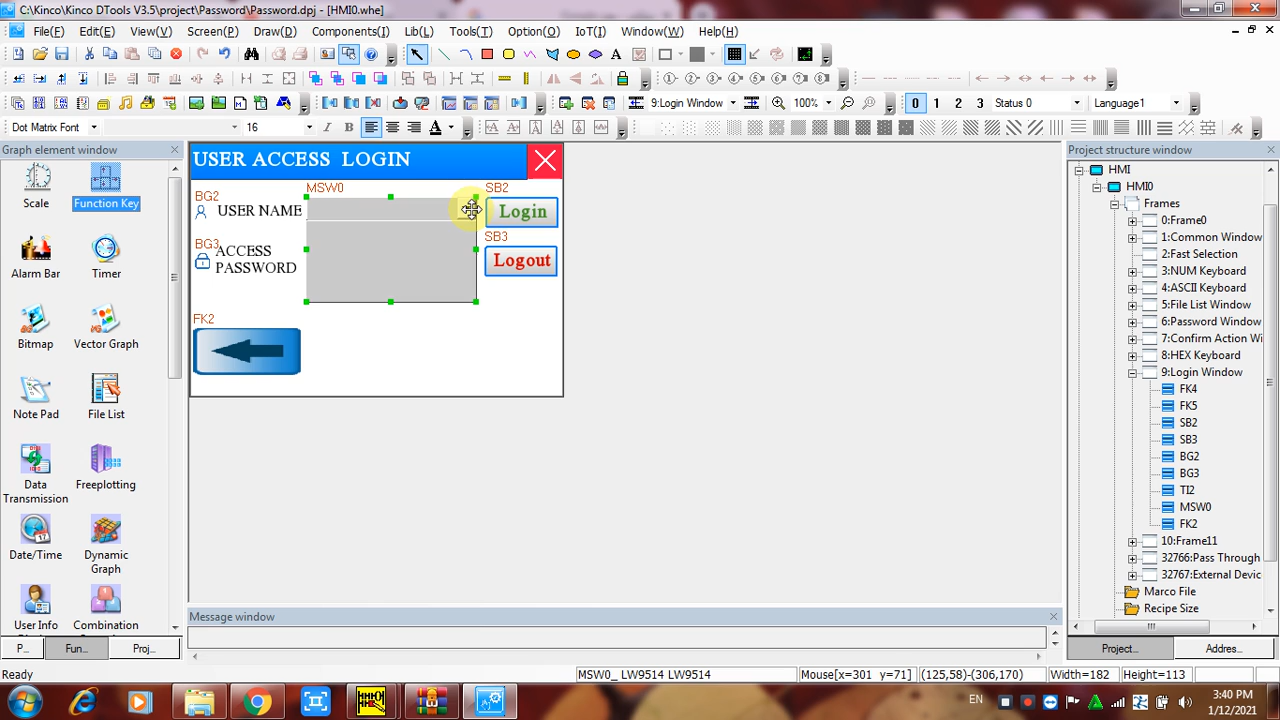 C:\Kinco\Kinco DTools V3.5\project\Password\Password.dpj - [HMI0.whe]
File(F) Edit(E) View(V) Screen(P) Draw(D) Components(I) Lib(L) Tools(T) Option(O) IoT(I) Window(W) Help(H)
9:Login Window 100% 0 1 2 3 Status 0 Language1
Dot Matrix Font 16 B I A
Graph element window
Scale
Function Key
Alarm Bar
Timer
Bitmap
Vector Graph
Note Pad
File List
Data Transmission
Freeplotting
Date/Time
Dynamic Graph
User Info
Combination
P...
Fun...
Proj...
USER ACCESS LOGIN
MSW0
SB2
BG2
USER NAME
Login
SB3
BG3
ACCESS
PASSWORD
Logout
FK2
Message window
Project structure window
HMI
HMI0
Frames
0:Frame0
1:Common Window
2:Fast Selection
3:NUM Keyboard
4:ASCII Keyboard
5:File List Window
6:Password Window
7:Confirm Action Wi
8:HEX Keyboard
9:Login Window
FK4
FK5
SB2
SB3
BG2
BG3
TI2
MSW0
FK2
10:Frame11
32766:Pass Through
32767:External Devic
Marco File
Recipe Size
Project...
Addres...
Ready
MSW0_ LW9514 LW9514
Mouse[x=301 y=71]
(125,58)-(306,170)
Width=182
Height=113
EN
3:40 PM
1/12/2021